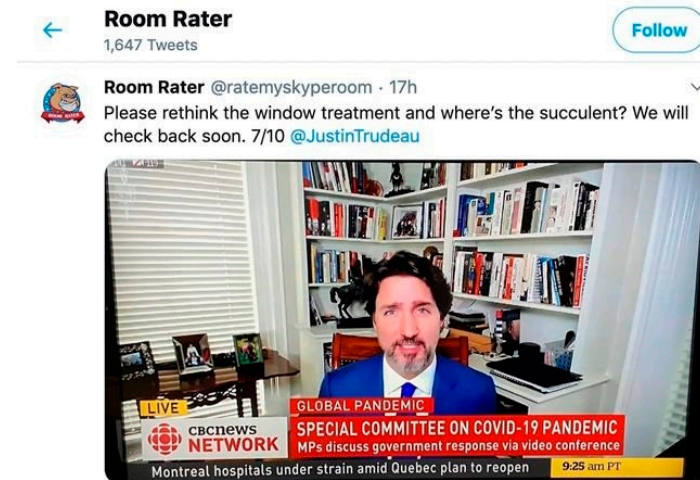 Room Rater
1,647 Tweets
Follow
Room Rater @ratemyskyperoom · 17h
Please rethink the window treatment and where's the succulent? We will
check back soon. 7/10 @JustinTrudeau
LIVE
GLOBAL PANDEMIC
CBCnews
NETWORK
SPECIAL COMMITTEE ON COVID-19 PANDEMIC
MPs discuss government response via video conference
Montreal hospitals under strain amid Quebec plan to reopen
9:25 am PT